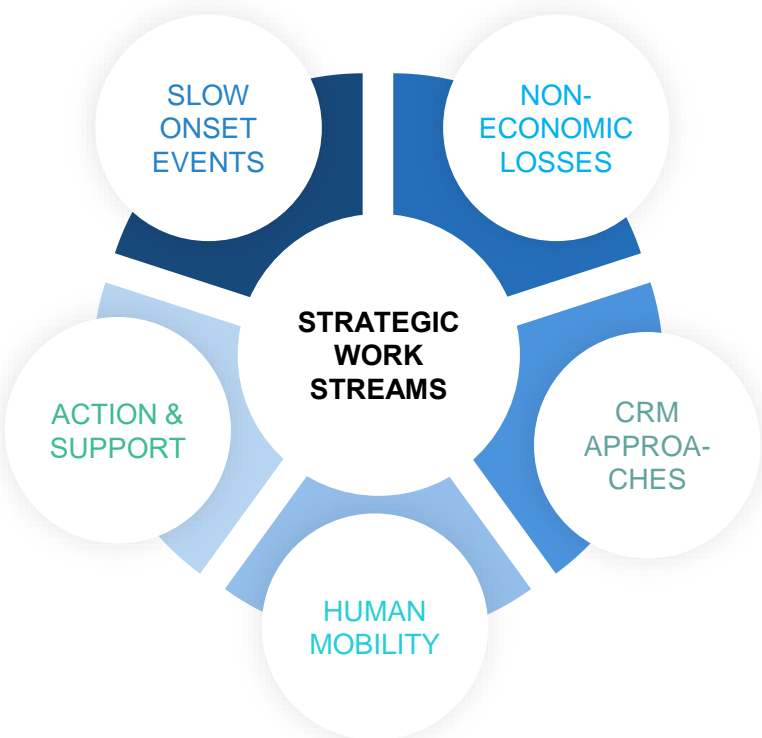 SLOW
ONSET
EVENTS
NON-
ECONOMIC
LOSSES
STRATEGIC
WORK
STREAMS
ACTION &
SUPPORT
CRM
APPROA-
CHES
HUMAN
MOBILITY